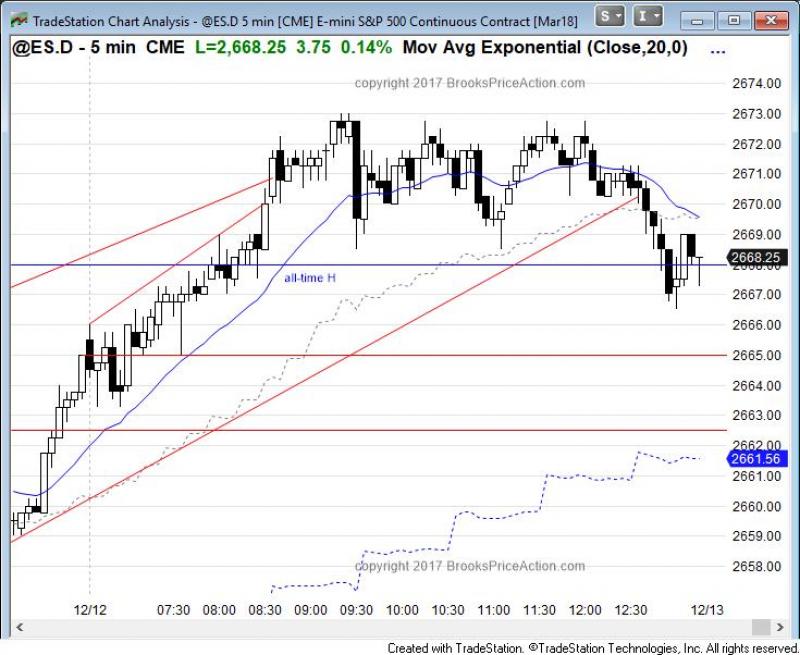 TradeStation Chart Analysis - @ES.D 5 min [CME] E-mini S&P 500 Continuous Contract [Mar18]
S
I
@ES.D - 5 min CME L=2,668.25 3.75 0.14% Mov Avg Exponential (Close,20,0) ...
copyright 2017 BrooksPriceAction.com
2674.00
2673.00
2672.00
2671.00
2670.00
2669.00
2668.25
2668.00
all-time H
2667.00
2666.00
2665.00
2664.00
2663.00
2662.00
2661.56
2660.00
2659.00
2658.00
copyright 2017 BrooksPriceAction.com
12/12 07:30 08:00 08:30 09:00 09:30 10:00 10:30 11:00 11:30 12:00 12:30 12/13
Created with TradeStation. ©TradeStation Technologies, Inc. All rights reserved.